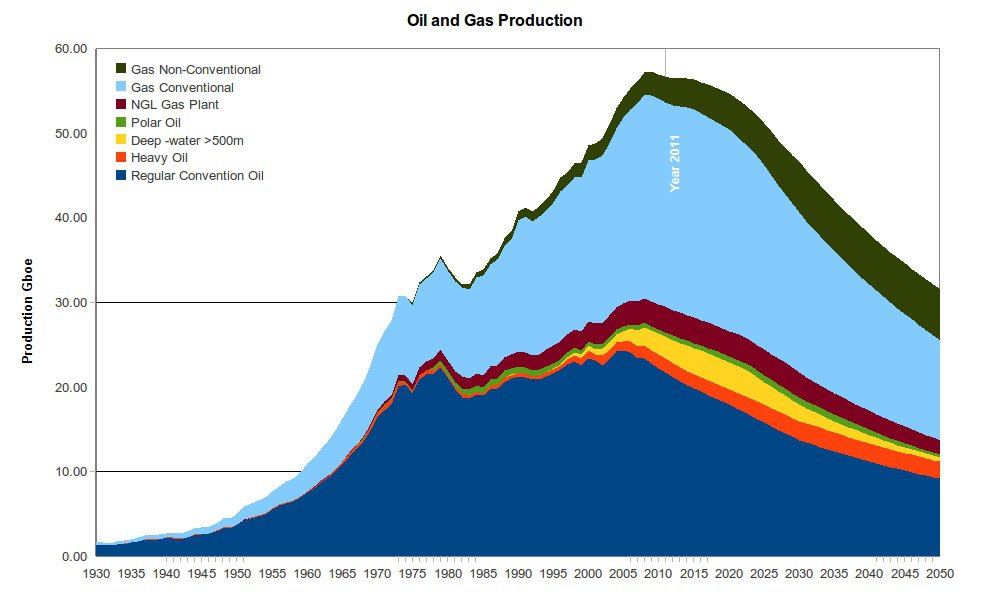 Oil and Gas Production
60.00
50.00
40.00
30.00
20.00
10.00
0.00
Production Gboe
Gas Non-Conventional
Gas Conventional
NGL Gas Plant
Polar Oil
Deep -water >500m
Heavy Oil
Regular Convention Oil
Year 2011
1930 1935 1940 1945 1950 1955 1960 1965 1970 1975 1980 1985 1990 1995 2000 2005 2010 2015 2020 2025 2030 2035 2040 2045 2050